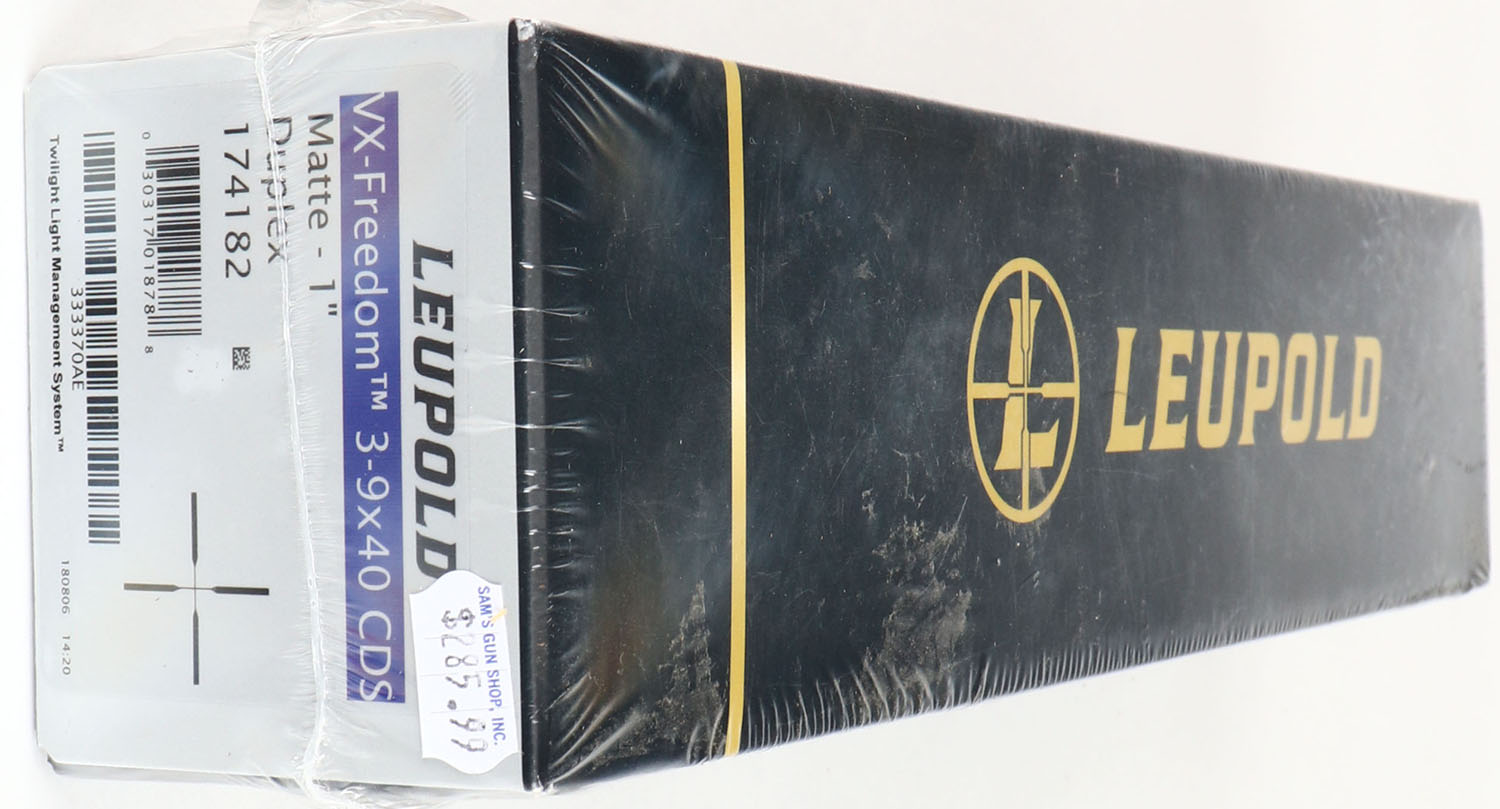 LEUPOLD
VX-Freedom™ 3-9x40 CDS
Matte - 1"
Duplex
174182
0 30317 01878 8
333370AE
Twilight Light Management System™
180806 14:20
SAM'S GUN SHOP, INC.
$285.99
L
LEUPOLD